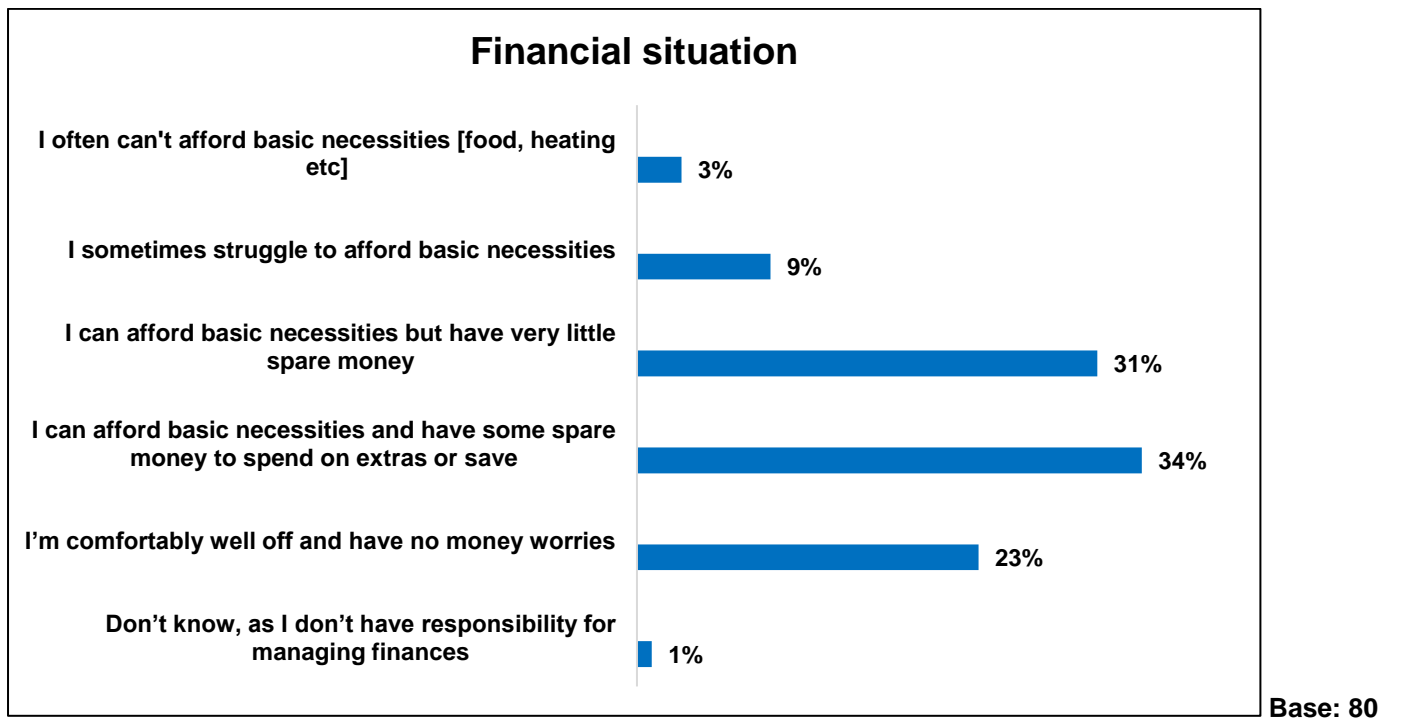 Financial situation
I often can't afford basic necessities [food, heating
etc]
3%
I sometimes struggle to afford basic necessities
9%
I can afford basic necessities but have very little
spare money
31%
I can afford basic necessities and have some spare
money to spend on extras or save
34%
I’m comfortably well off and have no money worries
23%
Don’t know, as I don’t have responsibility for
managing finances
1%
Base: 80